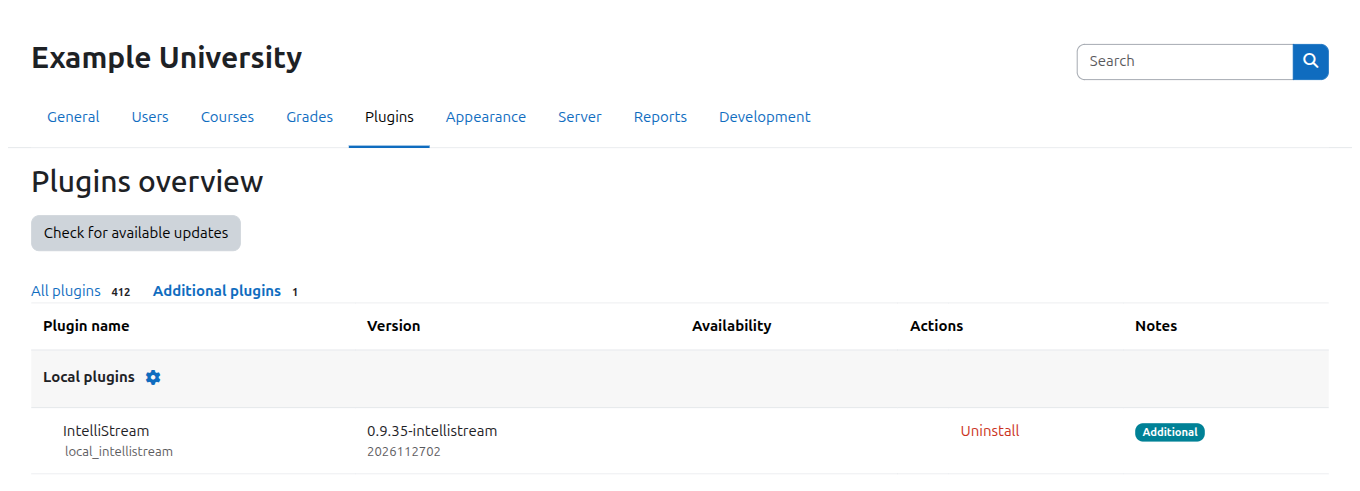 Example University
Search
General Users Courses Grades Plugins Appearance Server Reports Development
Plugins overview
Check for available updates
All plugins 412 Additional plugins 1
Plugin name Version Availability Actions Notes
Local plugins
IntelliStream 0.9.35-intellistream Uninstall Additional
local_intellistream 2026112702